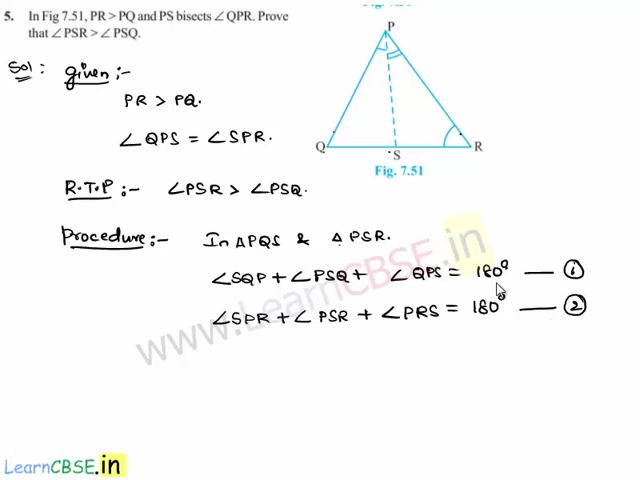 5. In Fig 7.51, PR > PQ and PS bisects ∠ QPR. Prove
that ∠ PSR > ∠ PSQ.
Sol :
Given :-
PR > PQ.
∠ QPS = ∠ SPR.
R.T.P :- ∠PSR > ∠PSQ.
Procedure :- In ΔPQS & Δ PSR.
∠SQP + ∠PSQ + ∠QPS = 180° — ①
∠SPR + ∠ PSR + ∠PRS = 180° — ②
P
Q
S
R
Fig. 7.51
www.LearnCBSE.in
LearnCBSE.in